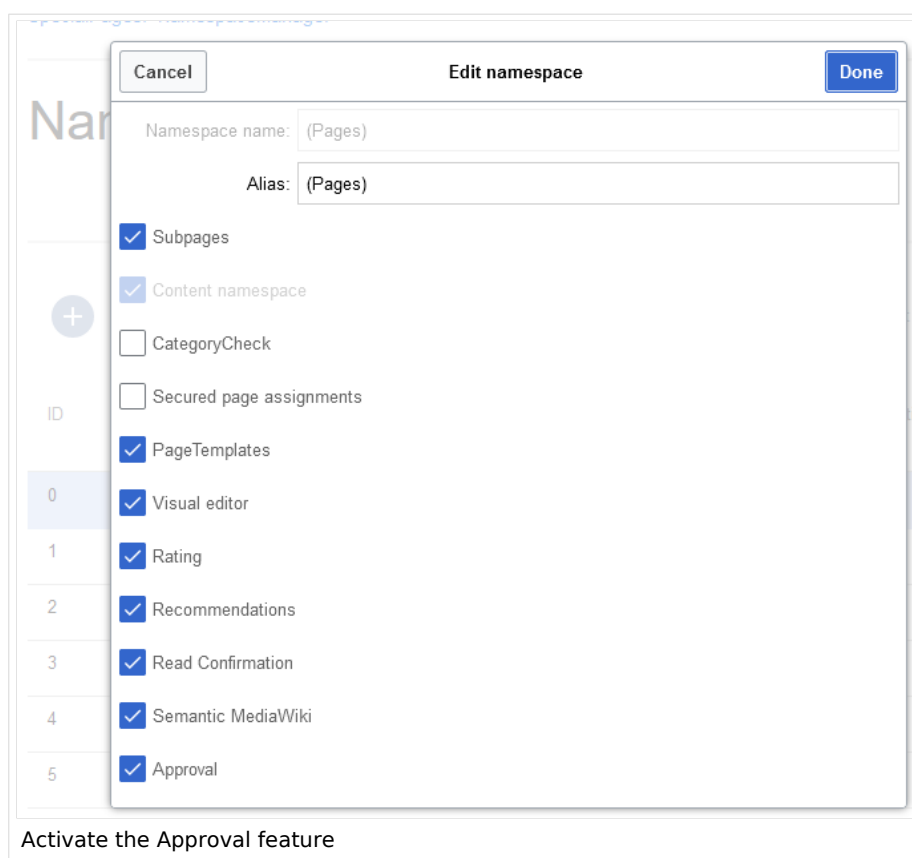 Cancel Edit namespace Done
Nar
Namespace name: (Pages)
Alias: (Pages)
Subpages
Content namespace
CategoryCheck
Secured page assignments
ID
PageTemplates
0
Visual editor
1
Rating
2
Recommendations
3
Read Confirmation
4
Semantic MediaWiki
5
Approval
Activate the Approval feature